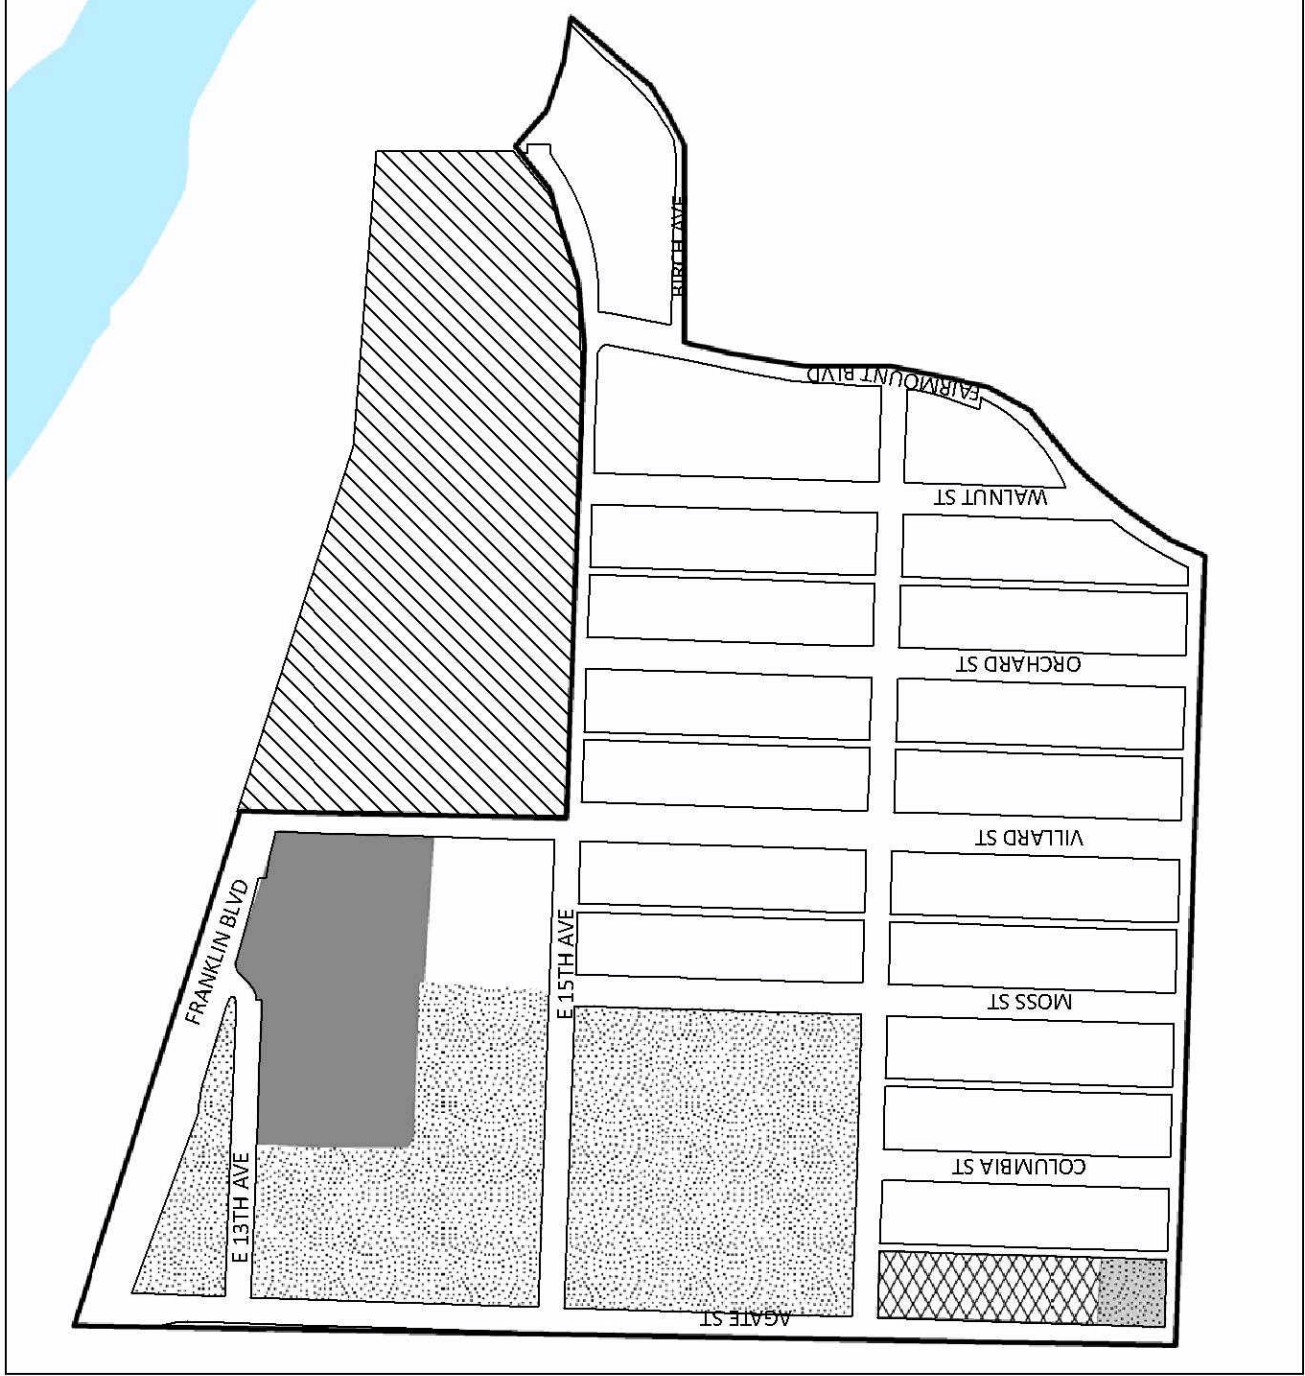 BIRCH AVE
FAIRMOUNT BLVD
WALNUT ST
ORCHARD ST
VILLARD ST
FRANKLIN BLVD
E 15TH AVE
MOSS ST
E 13TH AVE
COLUMBIA ST
AGATE ST